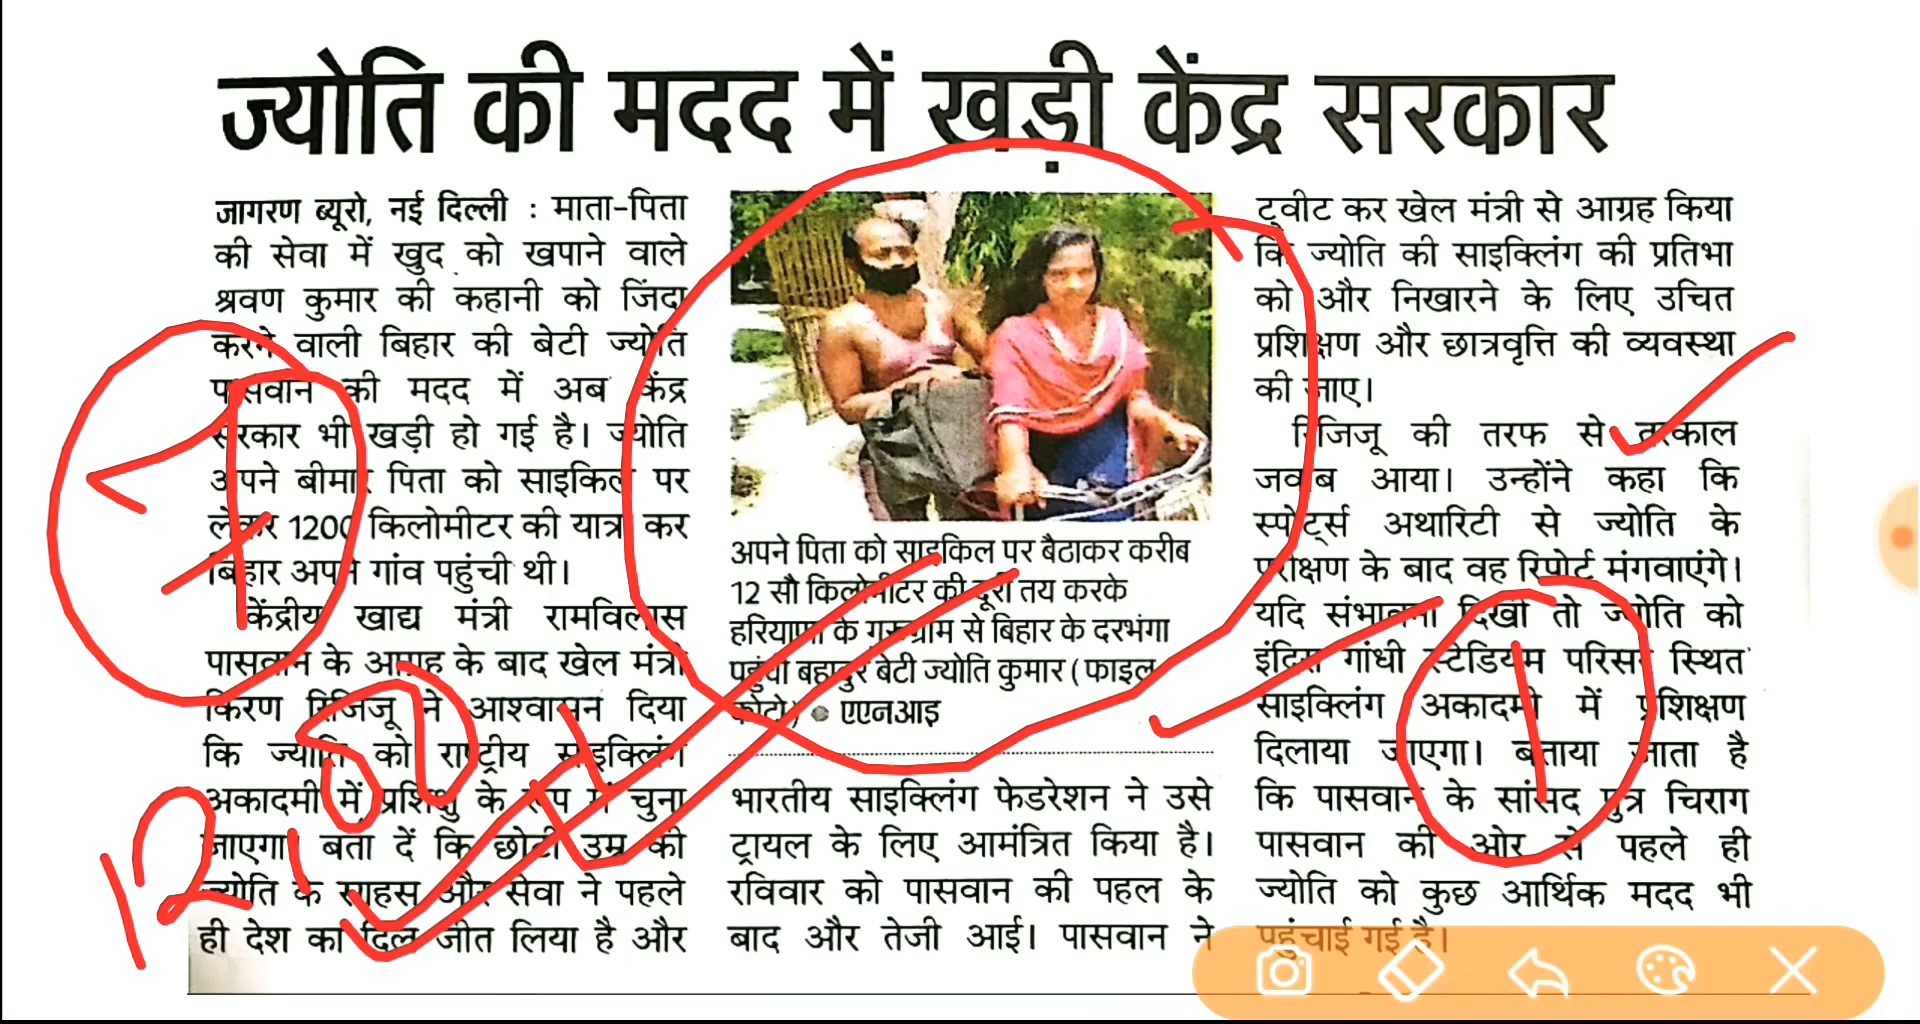 ज्योति की मदद में खड़ी केंद्र सरकार
जागरण ब्यूरो, नई दिल्ली : माता-पिता
की सेवा में खुद को खपाने वाले
श्रवण कुमार की कहानी को जिंदा
करने वाली बिहार की बेटी ज्योति
पासवान की मदद में अब केंद्र
सरकार भी खड़ी हो गई है। ज्योति
अपने बीमार पिता को साइकिल पर
लेकर 1200 किलोमीटर की यात्रा कर
बिहार अपने गांव पहुंची थी।
केंद्रीय खाद्य मंत्री रामविलास
पासवान के आग्रह के बाद खेल मंत्री
किरण रिजिजू ने आश्वासन दिया
कि ज्योति को राष्ट्रीय साइक्लिंग
अकादमी में प्रशिक्षु के रूप में चुना
जाएगा। बता दें कि छोटी उम्र की
ज्योति के साहस और सेवा ने पहले
ही देश का दिल जीत लिया है और
अपने पिता को साइकिल पर बैठाकर करीब
12 सौ किलोमीटर की दूरी तय करके
हरियाणा के गुरुग्राम से बिहार के दरभंगा
पहुंची बहादुर बेटी ज्योति कुमार ( फाइल
फोटो) ● एएनआइ
भारतीय साइक्लिंग फेडरेशन ने उसे
ट्रायल के लिए आमंत्रित किया है।
रविवार को पासवान की पहल के
बाद और तेजी आई। पासवान ने
ट्वीट कर खेल मंत्री से आग्रह किया
कि ज्योति की साइक्लिंग की प्रतिभा
को और निखारने के लिए उचित
प्रशिक्षण और छात्रवृत्ति की व्यवस्था
की जाए।
रिजिजू की तरफ से तत्काल
जवाब आया। उन्होंने कहा कि
स्पोर्ट्स अथारिटी से ज्योति के
परीक्षण के बाद वह रिपोर्ट मंगवाएंगे।
यदि संभावना दिखी तो ज्योति को
इंदिरा गांधी स्टेडियम परिसर स्थित
साइक्लिंग अकादमी में प्रशिक्षण
दिलाया जाएगा। बताया जाता है
कि पासवान के सांसद पुत्र चिराग
पासवान की ओर से पहले ही
ज्योति को कुछ आर्थिक मदद भी
पहुंचाई गई है।